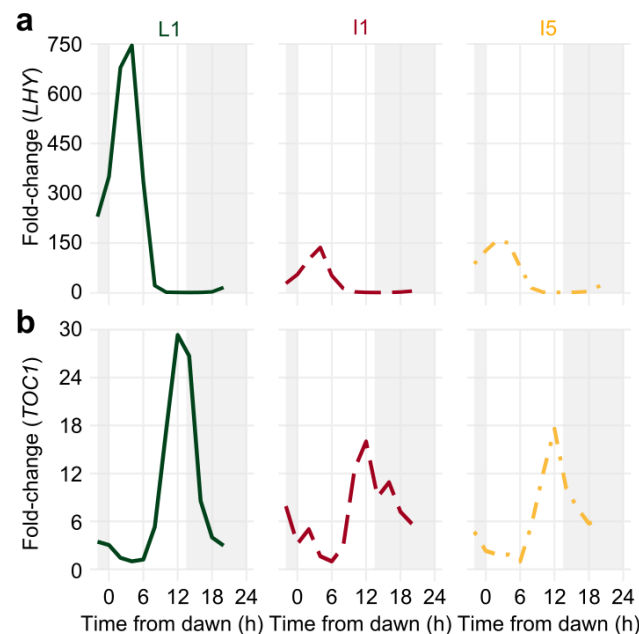 a
L1 I1 I5
Fold-change (LHY)
750
600
450
300
150
0
b
Fold-change (TOC1)
30
24
18
12
6
0
0 6 12 18 24 0 6 12 18 24 0 6 12 18 24
Time from dawn (h) Time from dawn (h) Time from dawn (h)